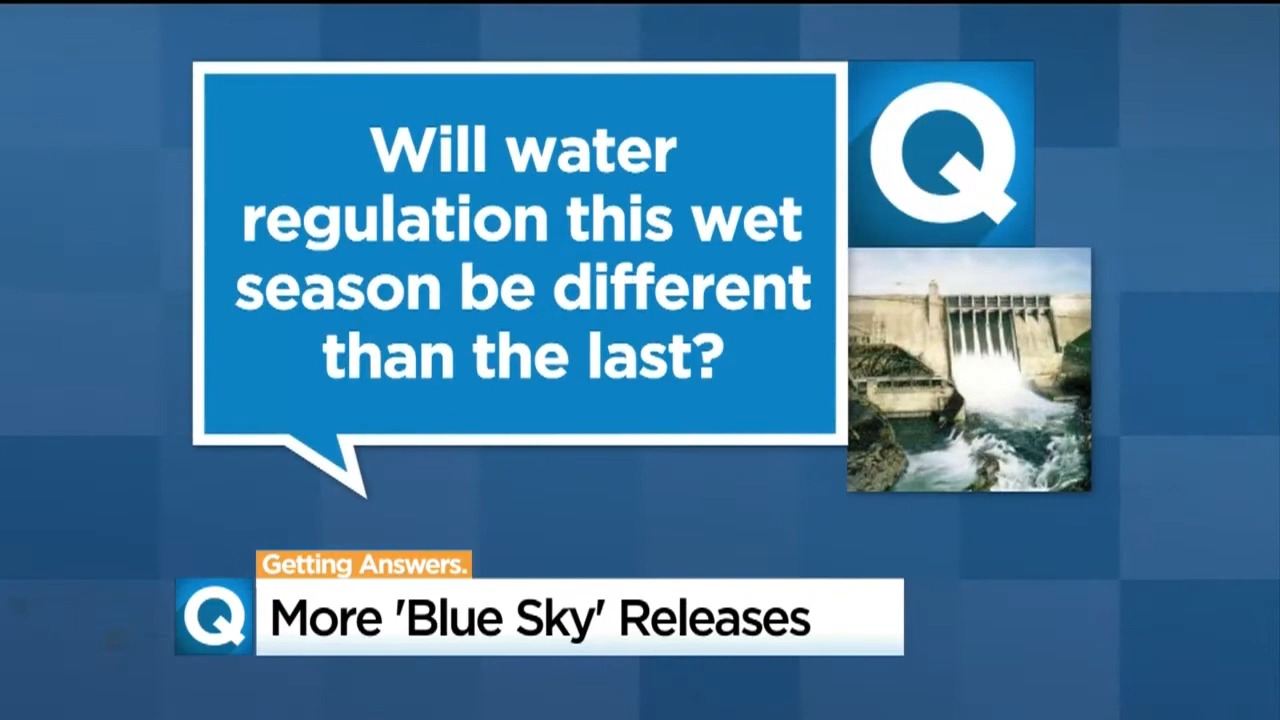 Will water
regulation this wet
season be different
than the last?
Q
Getting Answers.
Q
More 'Blue Sky' Releases